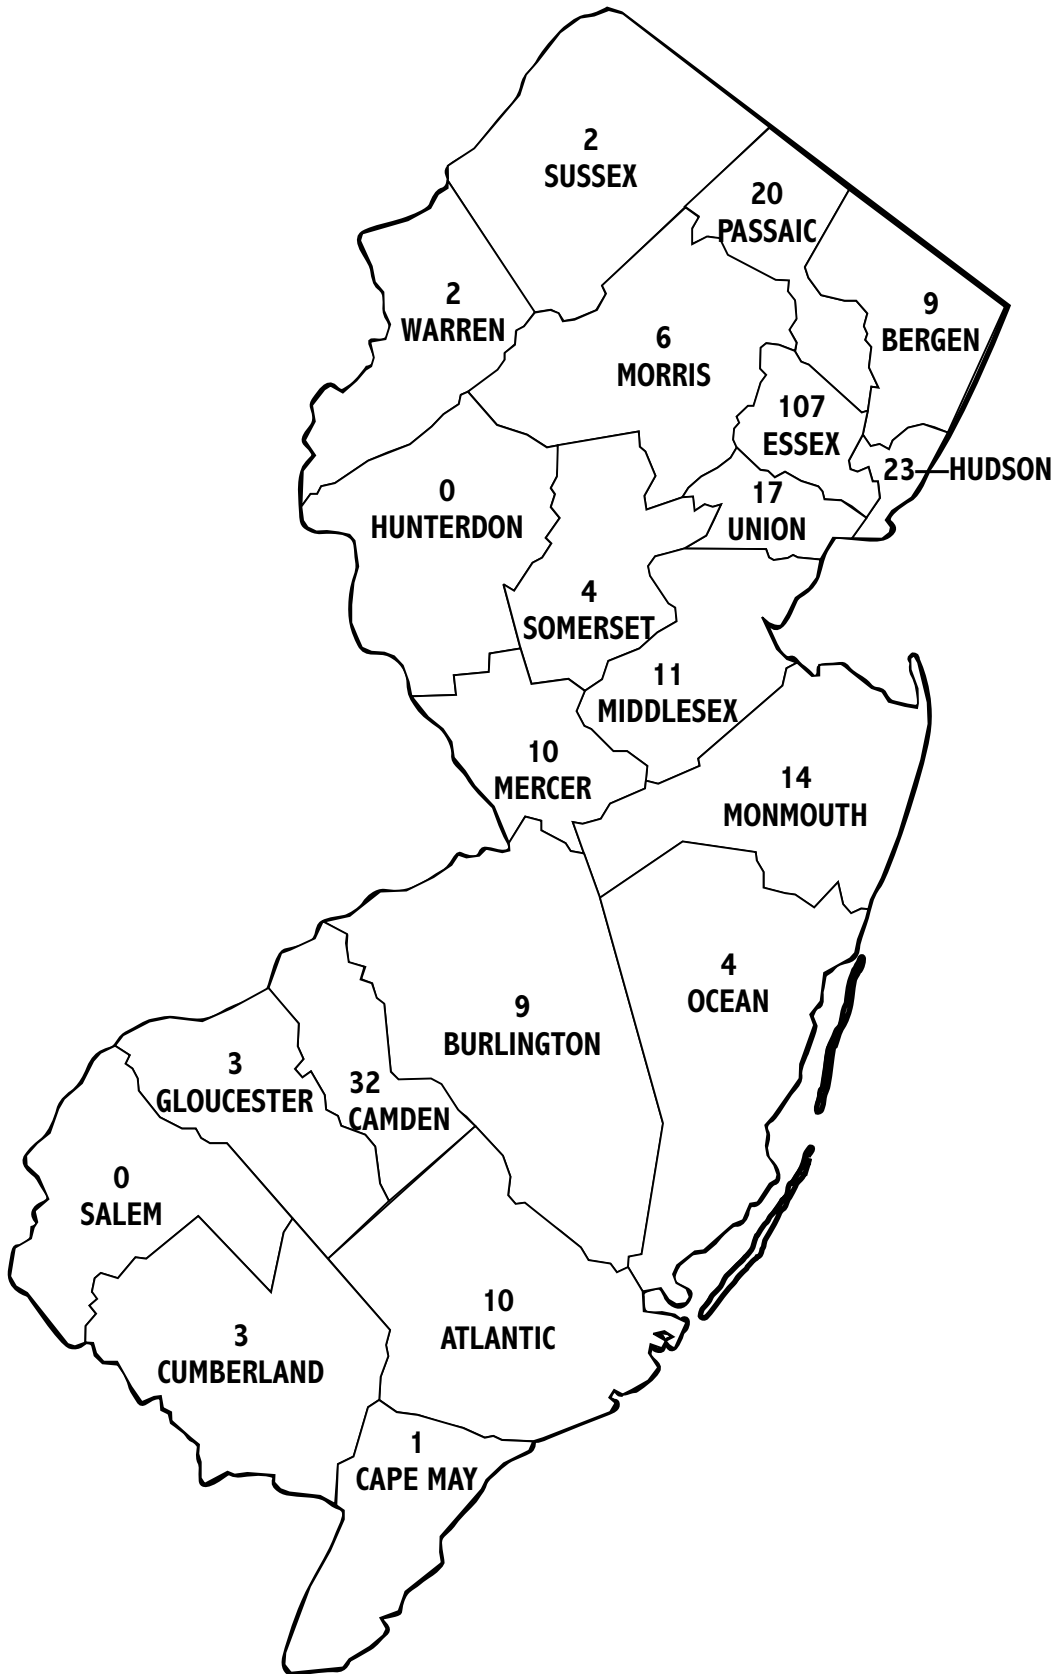 2
SUSSEX
20
PASSAIC
2
WARREN
9
BERGEN
6
MORRIS
107
ESSEX
23 HUDSON
0
HUNTERDON
17
UNION
4
SOMERSET
11
MIDDLESEX
10
MERCER
14
MONMOUTH
4
OCEAN
9
BURLINGTON
3
GLOUCESTER
32
CAMDEN
0
SALEM
10
ATLANTIC
3
CUMBERLAND
1
CAPE MAY